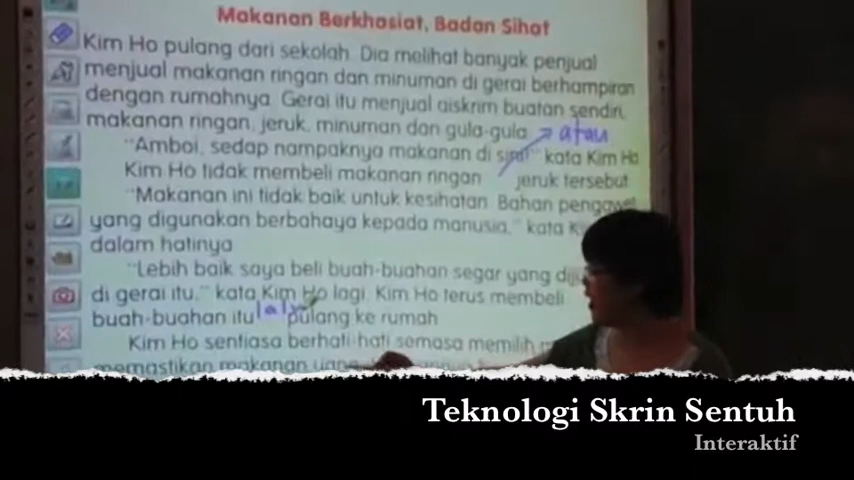 Makanan Berkhasiat, Badan Sihat
Kim Ho pulang dari sekolah. Dia melihat banyak penjual
menjual makanan ringan dan minuman di gerai berhampiran
dengan rumahnya. Gerai itu menjual aiskrim buatan sendiri,
makanan ringan, jeruk, minuman dan gula-gula
atau
"Amboi, sedap nampaknya makanan di sini!" kata Kim Ho
Kim Ho tidak membeli makanan ringan jeruk tersebut.
"Makanan ini tidak baik untuk kesihatan. Bahan pengawet
yang digunakan berbahaya kepada manusia," kata
dalam hatinya
"Lebih baik saya beli buah-buahan segar yang
di gerai itu," kata Kim Ho lagi. Kim Ho terus membeli
buah-buahan itu lalu pulang ke rumah
Kim Ho sentiasa berhati-hati semasa memilih
memastikan makanan yang
Teknologi Skrin Sentuh
Interaktif